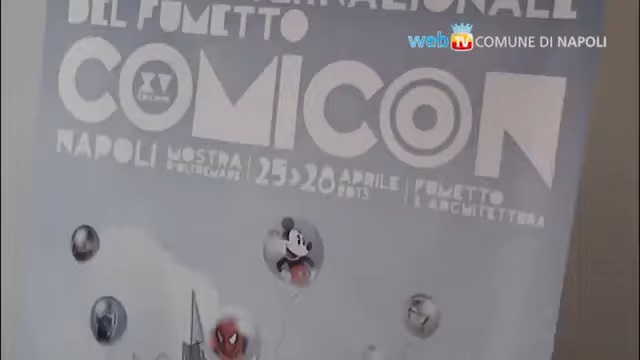 DEL FUMETTO
web TV COMUNE DI NAPOLI
COMICON
XV
NAPOLI
MOSTRA
D'OLTREMARE
25>28
APRILE
2013
FUMETTO
E ARCHITETTURA